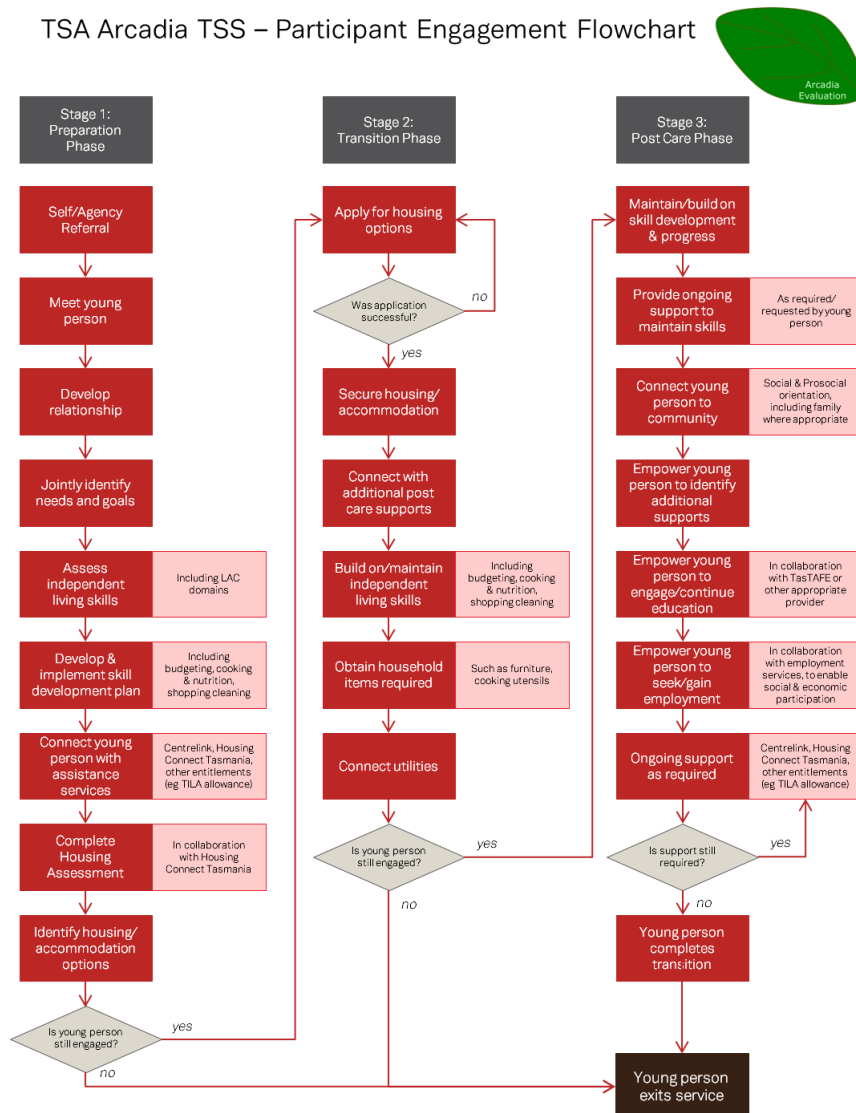 TSA Arcadia TSS – Participant Engagement Flowchart
Arcadia
Evaluation
Stage 1:
Preparation
Phase
Self/Agency
Referral
Meet young
person
Develop
relationship
Jointly identify
needs and goals
Assess
independent
living skills
Including LAC
domains
Develop &
implement skill
development plan
Including
budgeting, cooking
& nutrition,
shopping cleaning
Connect young
person with
assistance
services
Centrelink, Housing
Connect Tasmania,
other entitlements
(eg TILA allowance)
Complete
Housing
Assessment
In collaboration
with Housing
Connect Tasmania
Identify housing/
accommodation
options
Is young person
still engaged?
yes
no
Stage 2:
Transition Phase
Apply for housing
options
Was application
successful?
no
yes
Secure housing/
accommodation
Connect with
additional post
care supports
Build on/maintain
independent
living skills
Including
budgeting, cooking
& nutrition,
shopping cleaning
Obtain household
items required
Such as furniture,
cooking utensils
Connect utilities
Is young person
still engaged?
yes
no
Stage 3:
Post Care Phase
Maintain/build on
skill development
& progress
Provide ongoing
support to
maintain skills
As required/
requested by young
person
Connect young
person to
community
Social & Prosocial
orientation,
including family
where appropriate
Empower young
person to identify
additional
supports
Empower young
person to
engage/continue
education
In collaboration
with TasTAFE or
other appropriate
provider
Empower young
person to
seek/gain
employment
In collaboration
with employment
services, to enable
social & economic
participation
Ongoing support
as required
Centrelink, Housing
Connect Tasmania,
other entitlements
(eg TILA allowance)
Is support still
required?
yes
no
Young person
completes
transition
Young person
exits service